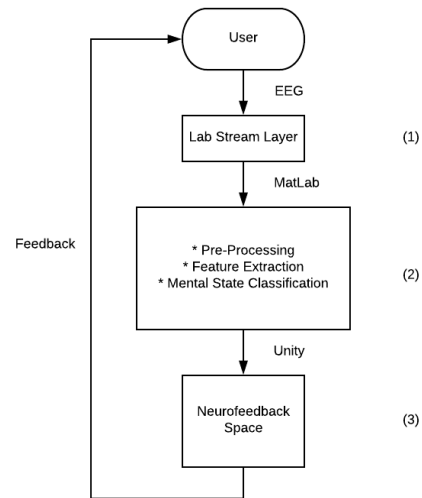 User
EEG
Lab Stream Layer
(1)
MatLab
Feedback
* Pre-Processing
* Feature Extraction
* Mental State Classification
(2)
Unity
Neurofeedback
Space
(3)